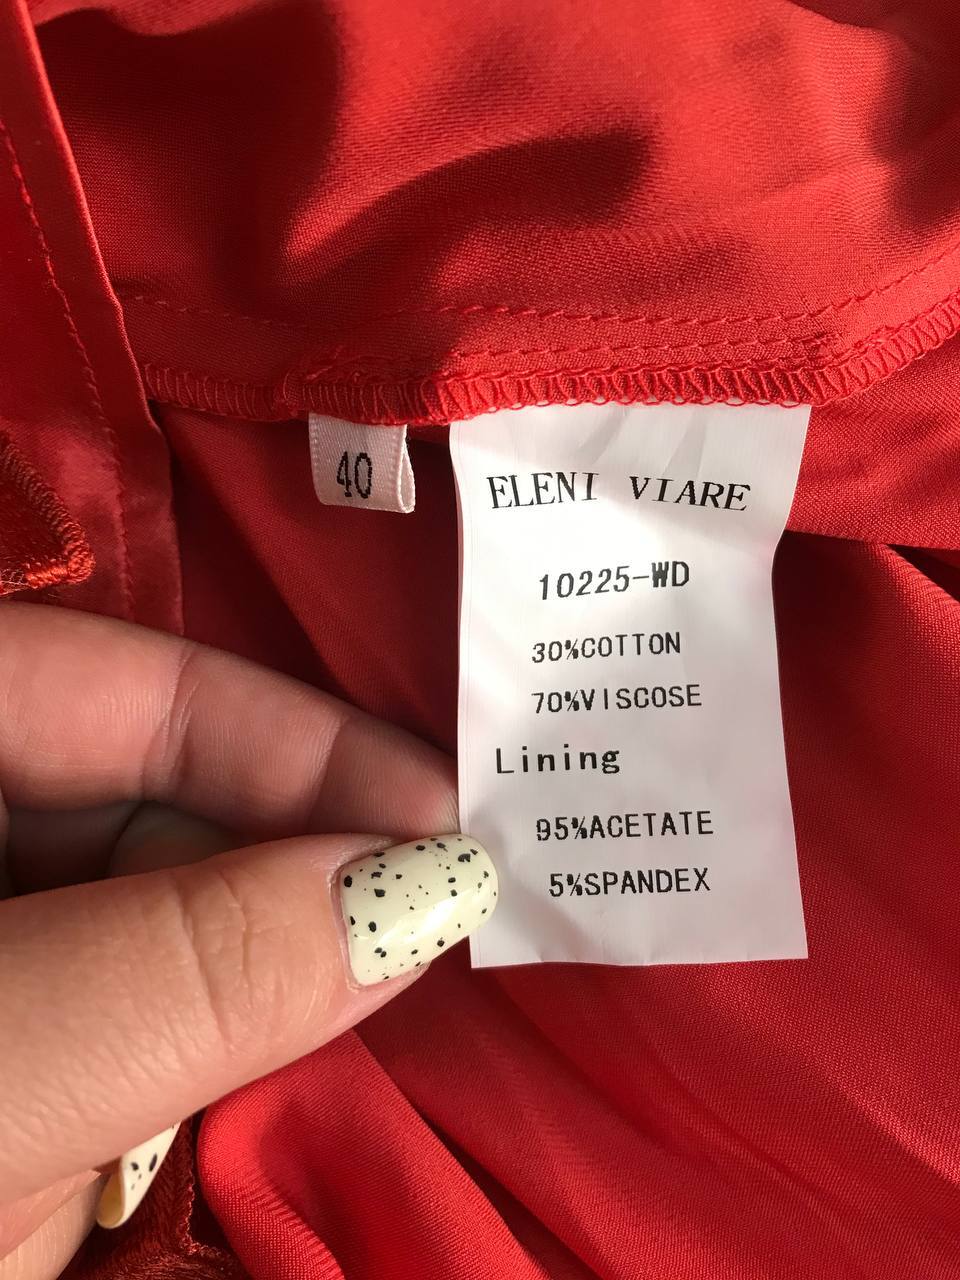 40
ELENI VIARE
10225-WD
30%COTTON
70%VISCOSE
Lining
95%ACETATE
5%SPANDEX